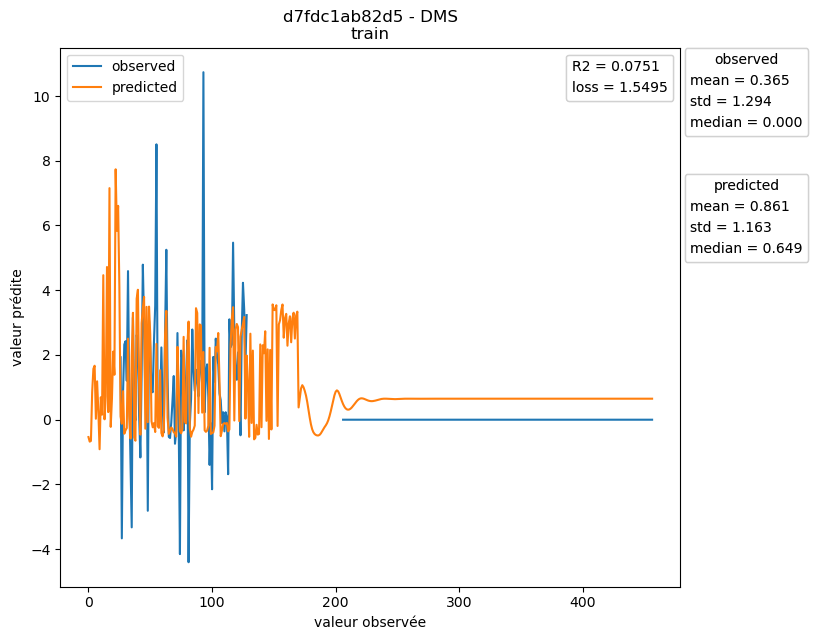 d7fdc1ab82d5 - DMS
train
observed
predicted
R2 = 0.0751
loss = 1.5495
observed
mean = 0.365
std = 1.294
median = 0.000
predicted
mean = 0.861
std = 1.163
median = 0.649
valeur prédite
10
8
6
4
2
0
−2
−4
0
100
200
300
400
valeur observée